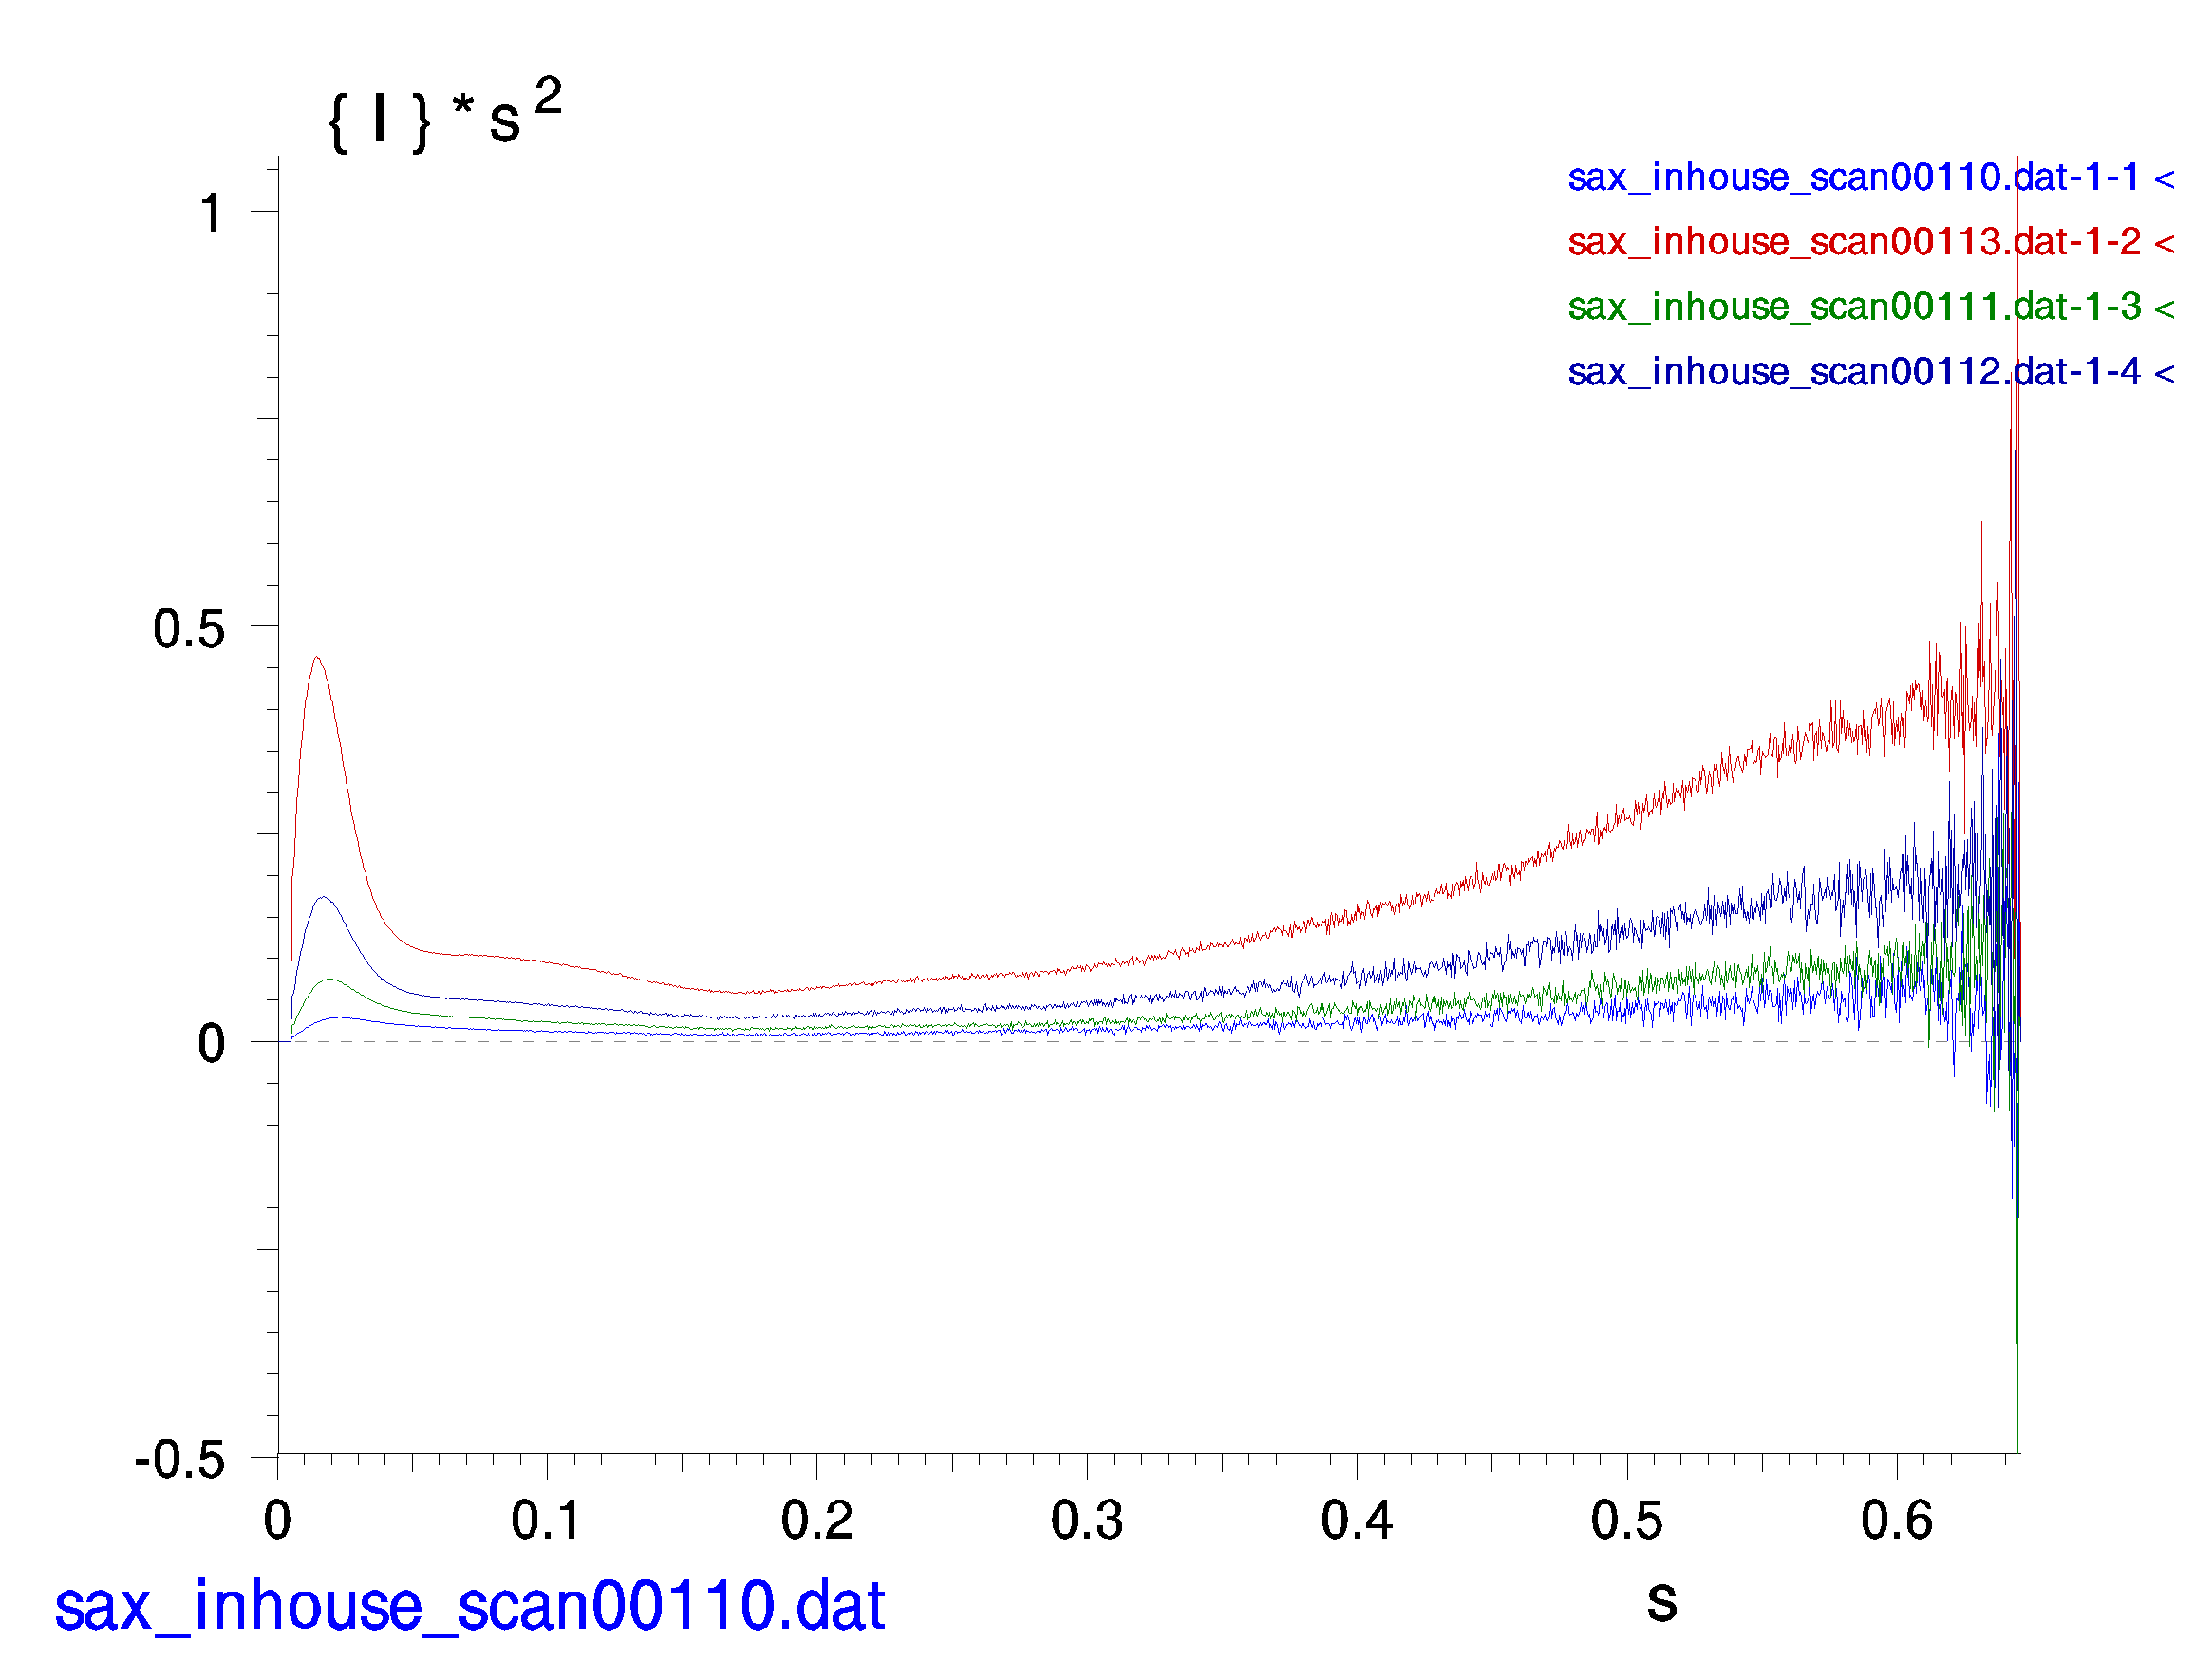 { I } * s 2
sax_inhouse_scan00110.dat-1-1 <
sax_inhouse_scan00113.dat-1-2 <
sax_inhouse_scan00111.dat-1-3 <
sax_inhouse_scan00112.dat-1-4 <
1
0.5
0
-0.5
0 0.1 0.2 0.3 0.4 0.5 0.6
sax_inhouse_scan00110.dat s